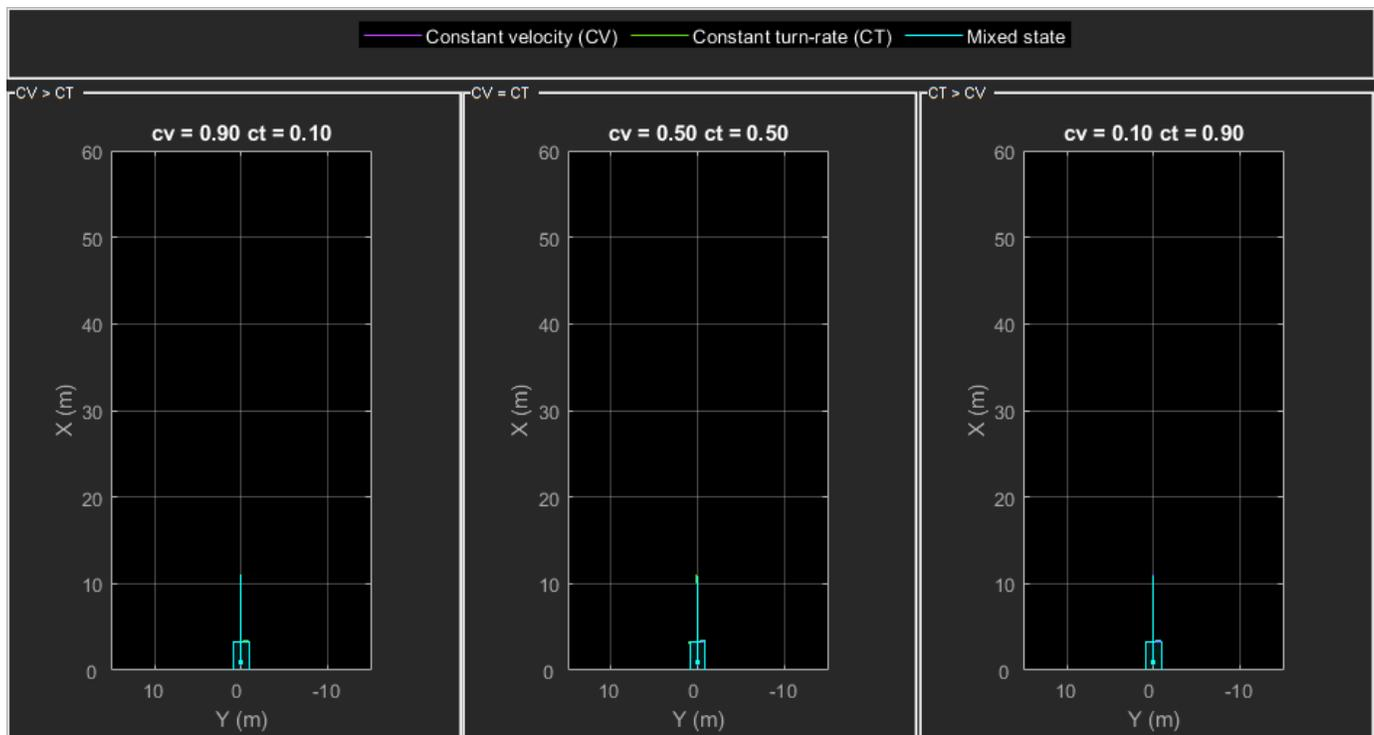 Constant velocity (CV) Constant turn-rate (CT) Mixed state
CV > CT
cv = 0.90 ct = 0.10
60
50
40
30
20
10
0
X (m)
10 0 -10
Y (m)
CV = CT
cv = 0.50 ct = 0.50
60
50
40
30
20
10
0
X (m)
10 0 -10
Y (m)
CT > CV
cv = 0.10 ct = 0.90
60
50
40
30
20
10
0
X (m)
10 0 -10
Y (m)